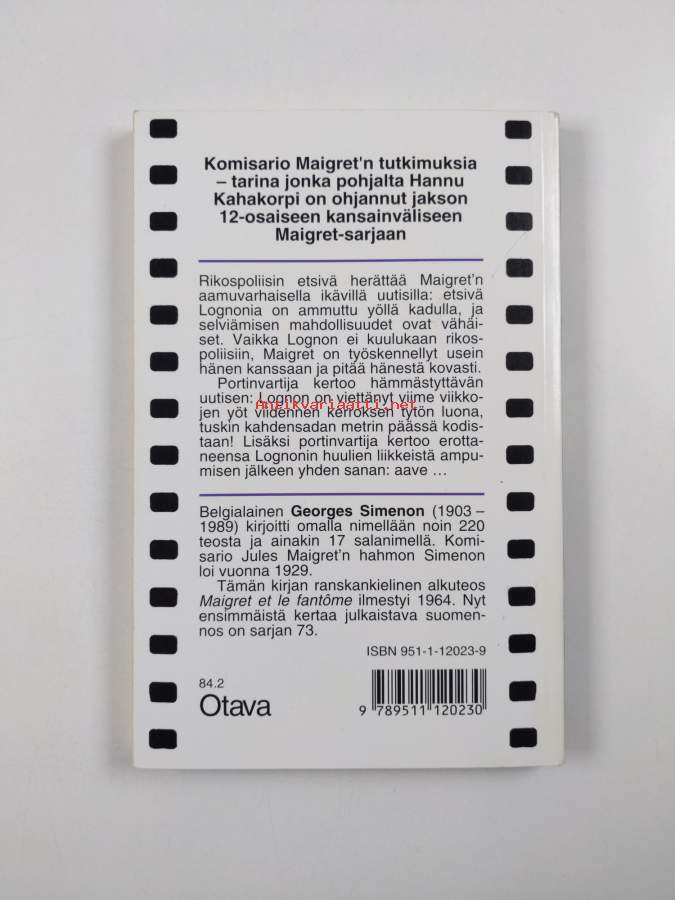 Komisario Maigret'n tutkimuksia
– tarina jonka pohjalta Hannu
Kahakorpi on ohjannut jakson
12-osaiseen kansainväliseen
Maigret-sarjaan
Rikospoliisin etsivä herättää Maigret'n
aamuvarhaisella ikävillä uutisilla: etsivä
Lognonia on ammuttu yöllä kadulla, ja
selviämisen mahdollisuudet ovat vähäi-
set. Vaikka Lognon ei kuulukaan rikos-
poliisiin, Maigret on työskennellyt usein
hänen kanssaan ja pitää hänestä kovasti.
Portinvartija kertoo hämmästyttävän
uutisen: Lognon on viettänyt viime viikko-
Antikvariaatti.net
jen yöt viidennen kerroksen tytön luona,
tuskin kahdensadan metrin päässä kodis-
taan! Lisäksi portinvartija kertoo erotta-
neensa Lognonin huulien liikkeistä ampu-
misen jälkeen yhden sanan: aave ...
Belgialainen Georges Simenon (1903 –
1989) kirjoitti omalla nimellään noin 220
teosta ja ainakin 17 salanimellä. Komi-
sario Jules Maigret'n hahmon Simenon
loi vuonna 1929.
Tämän kirjan ranskankielinen alkuteos
Maigret et le fantôme ilmestyi 1964. Nyt
ensimmäistä kertaa julkaistava suomen-
nos on sarjan 73.
ISBN 951-1-12023-9
84.2
Otava
9 789511 120230